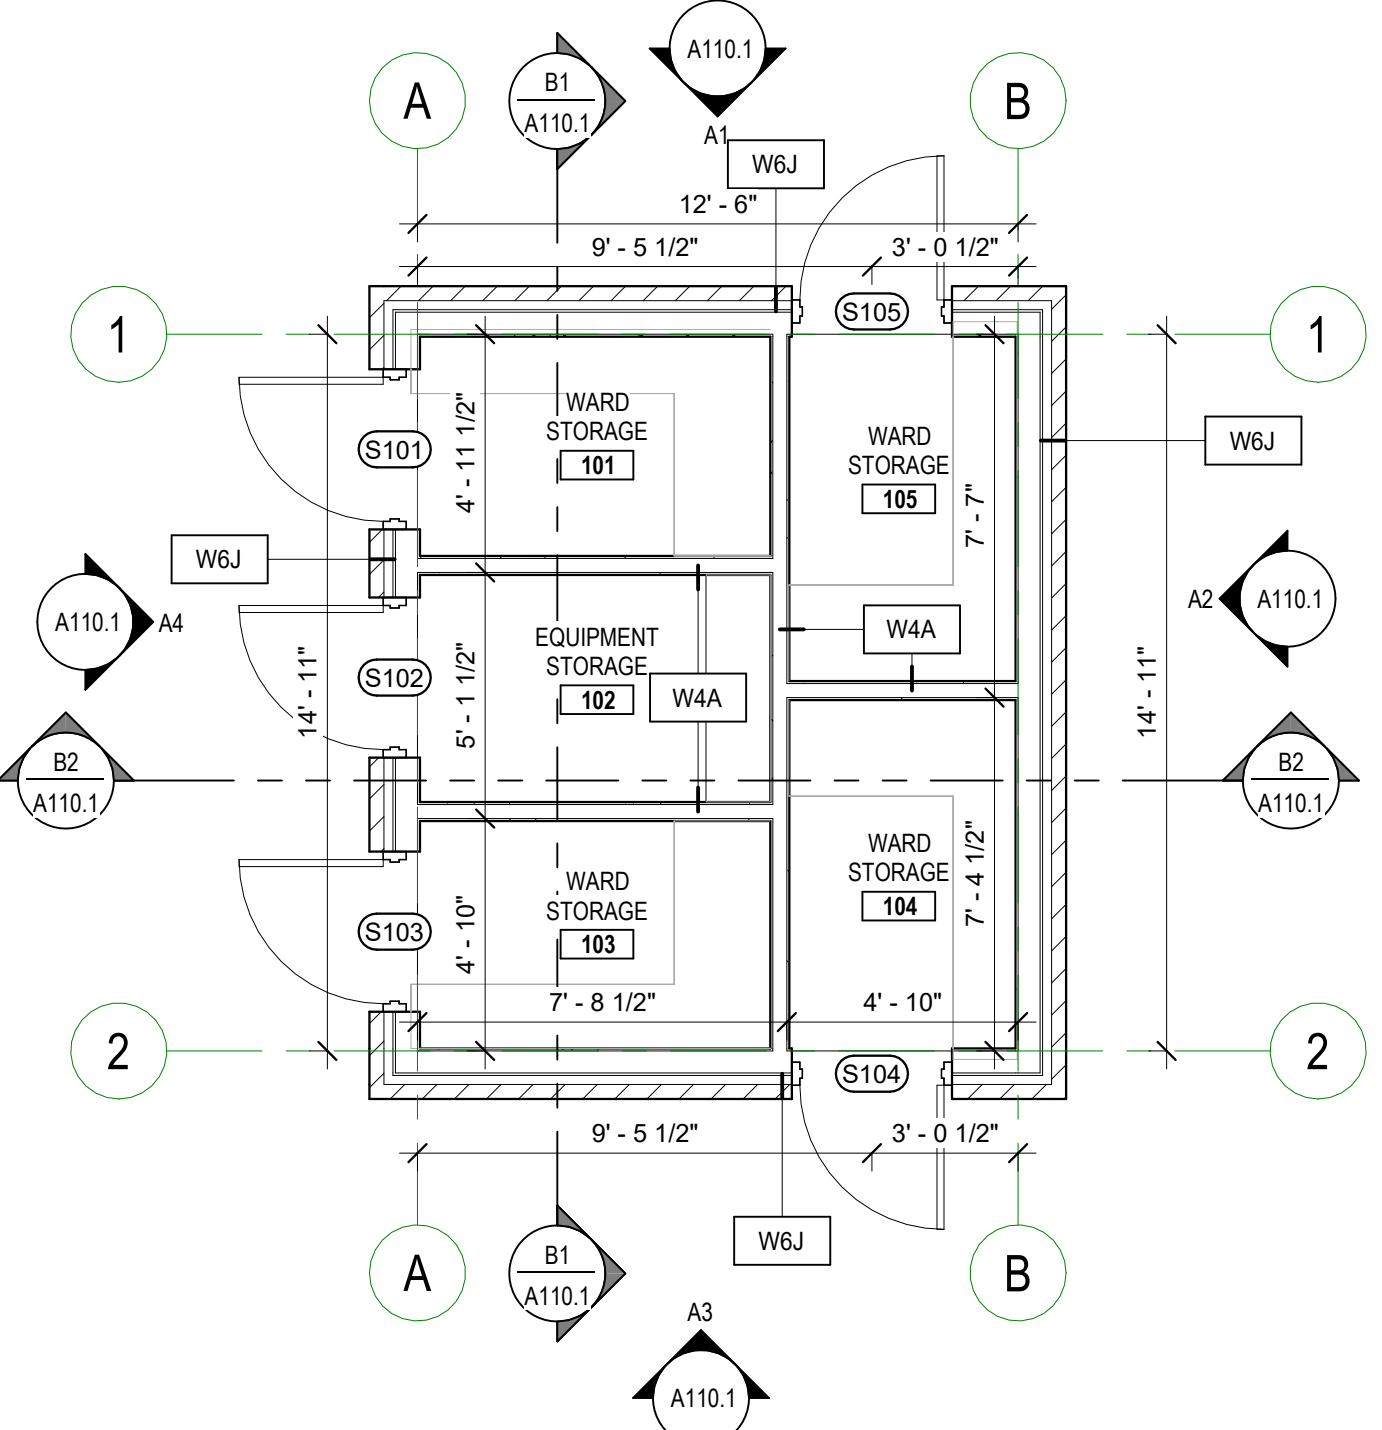 A110.1
A1
A
B1
A110.1
B
W6J
12' - 6"
9' - 5 1/2"
3' - 0 1/2"
1
S105
1
S101
4' - 11 1/2"
WARD
STORAGE
101
WARD
STORAGE
105
7' - 7"
W6J
W6J
A110.1
A4
A2
A110.1
14' - 11"
S102
5' - 1 1/2"
EQUIPMENT
STORAGE
102
W4A
W4A
14' - 11"
B2
A110.1
B2
A110.1
S103
4' - 10"
WARD
STORAGE
103
WARD
STORAGE
104
7' - 4 1/2"
7' - 8 1/2"
4' - 10"
2
S104
2
9' - 5 1/2"
3' - 0 1/2"
A
B1
A110.1
W6J
B
A3
A110.1